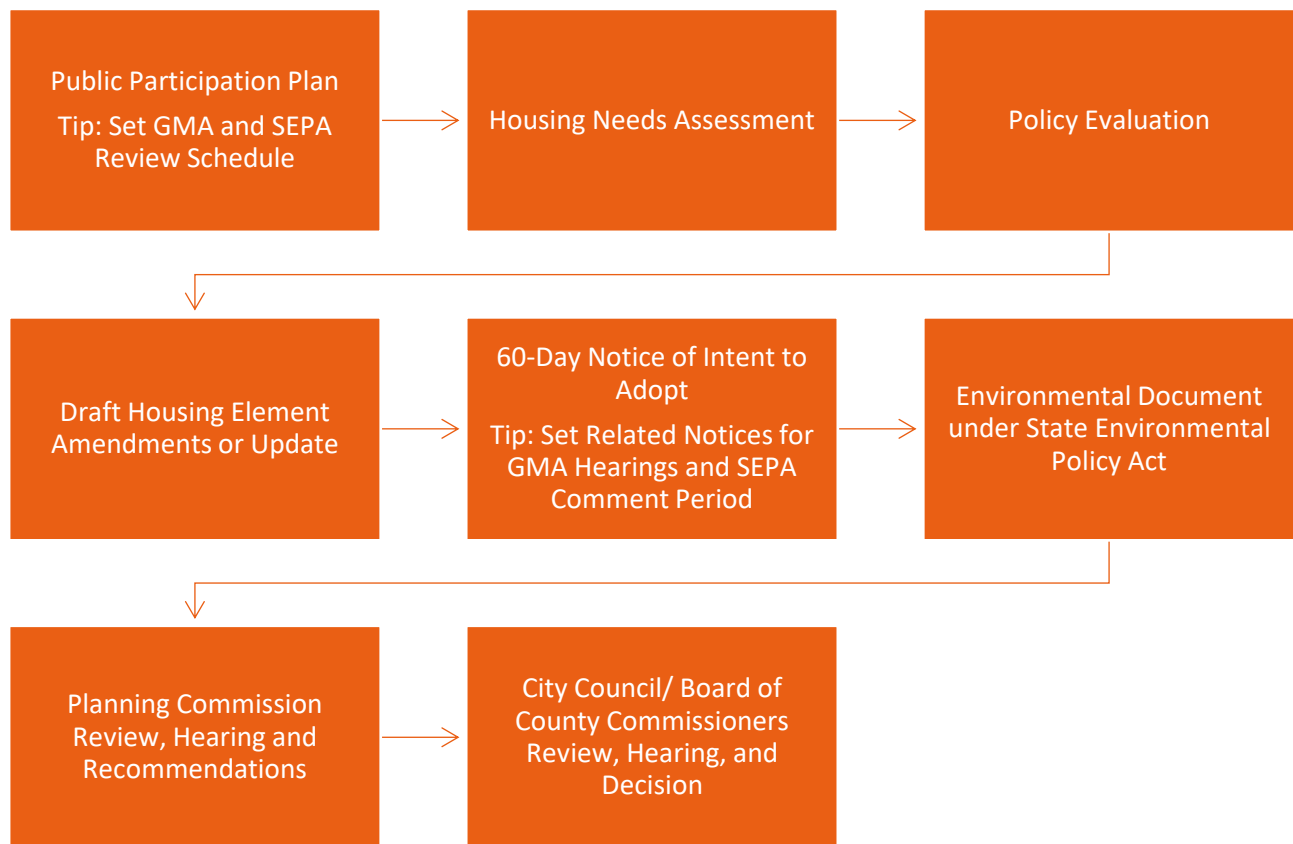 Public Participation Plan
Tip: Set GMA and SEPA
Review Schedule
Housing Needs Assessment
Policy Evaluation
Draft Housing Element
Amendments or Update
60-Day Notice of Intent to
Adopt
Tip: Set Related Notices for
GMA Hearings and SEPA
Comment Period
Environmental Document
under State Environmental
Policy Act
Planning Commission
Review, Hearing and
Recommendations
City Council/ Board of
County Commissioners
Review, Hearing, and
Decision